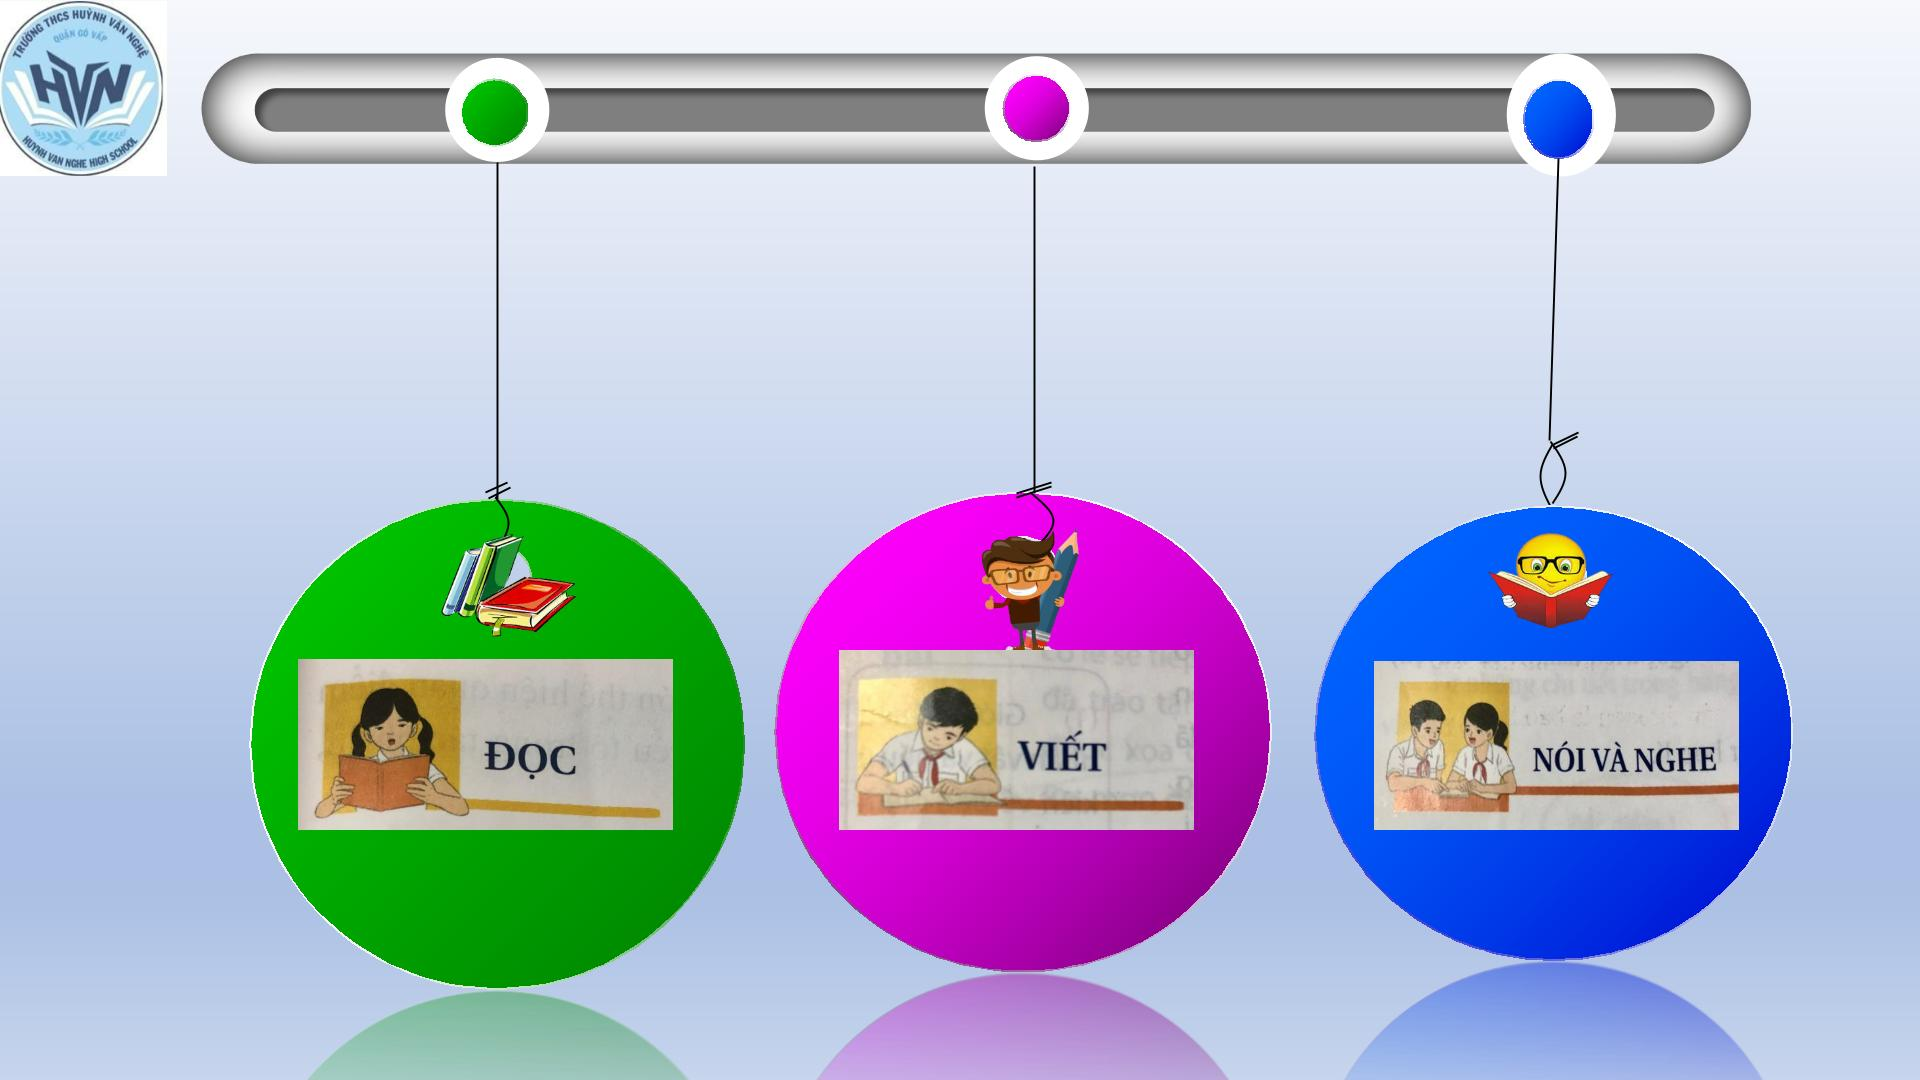 TRƯỜNG THCS HUỲNH VĂN NGHỆ
QUẬN GÒ VẤP
HVN
HUYNH VAN NGHE HIGH SCHOOL
ĐỌC
VIẾT
NÓI VÀ NGHE